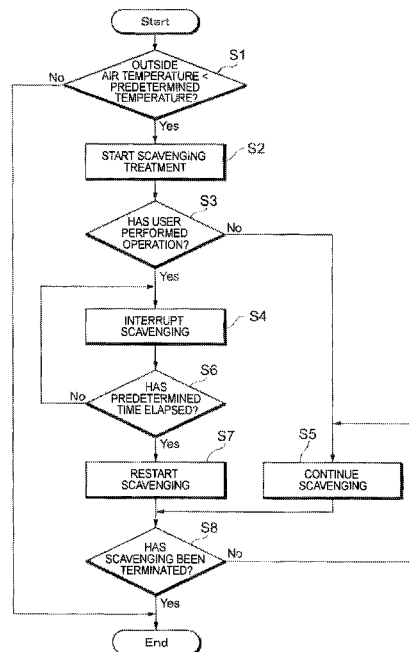 Start
S1
OUTSIDE
AIR TEMPERATURE <
PREDETERMINED
TEMPERATURE?
No
Yes
S2
START SCAVENGING
TREATMENT
S3
HAS USER
PERFORMED
OPERATION?
No
Yes
S4
INTERRUPT
SCAVENGING
S6
HAS
PREDETERMINED
TIME ELAPSED?
No
Yes
S7
RESTART
SCAVENGING
S5
CONTINUE
SCAVENGING
S8
HAS
SCAVENGING BEEN
TERMINATED?
No
Yes
End